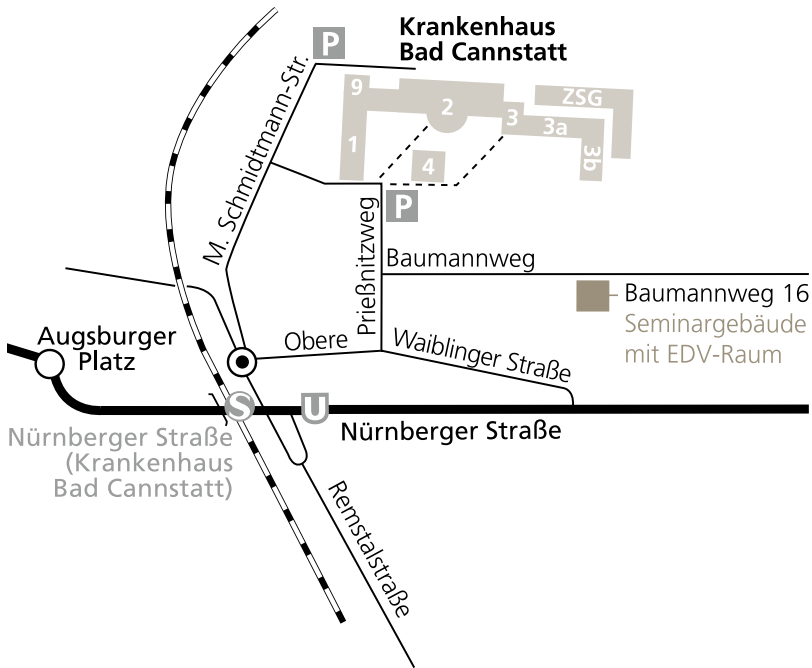 Krankenhaus
Bad Cannstatt
P
M. Schmidtmann-Str.
9
2
ZSG
3
3a
1
4
3b
P
Prießnitzweg
Baumannweg
Baumannweg 16
Seminargebäude
mit EDV-Raum
Augsburger
Platz
Obere
Waiblinger Straße
S
U
Nürnberger Straße
(Krankenhaus
Bad Cannstatt)
Nürnberger Straße
Remstalstraße